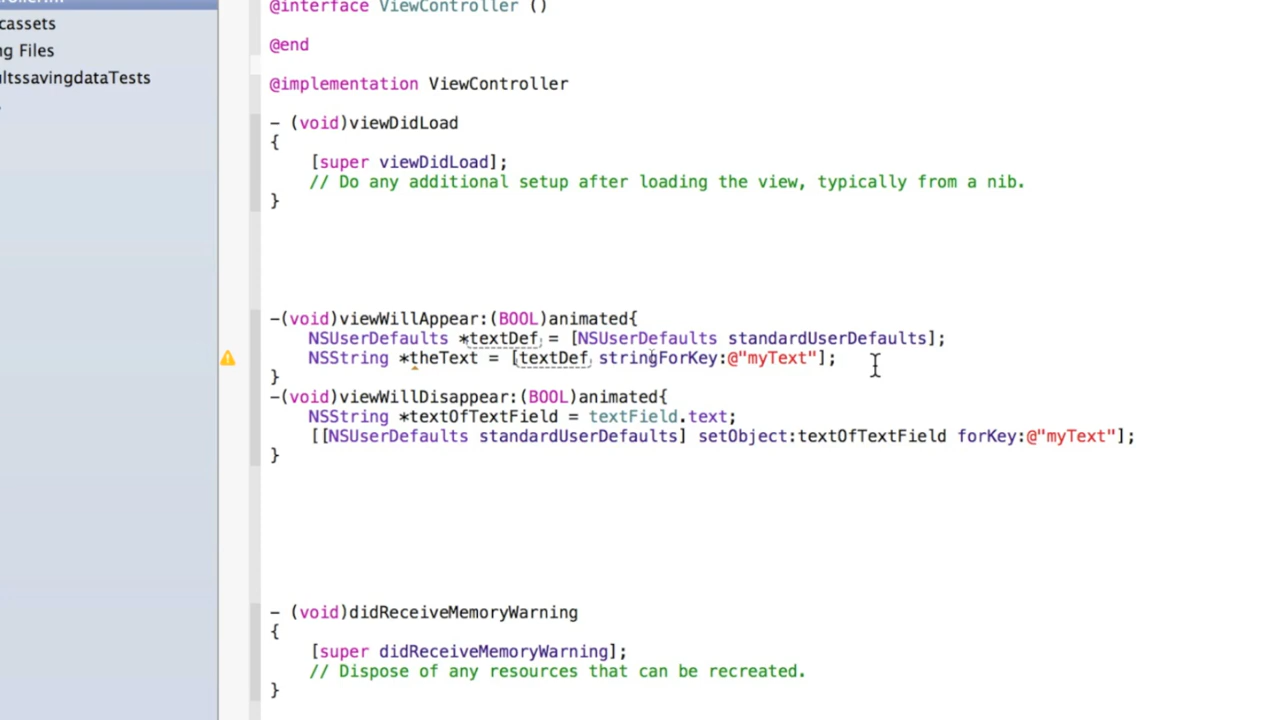 cassets
ng Files
ultssavingdataTests
@interface ViewController ()
@end
@implementation ViewController
- (void)viewDidLoad
{
[super viewDidLoad];
// Do any additional setup after loading the view, typically from a nib.
}
-(void)viewWillAppear:(BOOL)animated{
NSUserDefaults *textDef = [NSUserDefaults standardUserDefaults];
NSString *theText = [textDef stringForKey:@"myText"];
}
-(void)viewWillDisappear:(BOOL)animated{
NSString *textOfTextField = textField.text;
[[NSUserDefaults standardUserDefaults] setObject:textOfTextField forKey:@"myText"];
}
- (void)didReceiveMemoryWarning
{
[super didReceiveMemoryWarning];
// Dispose of any resources that can be recreated.
}